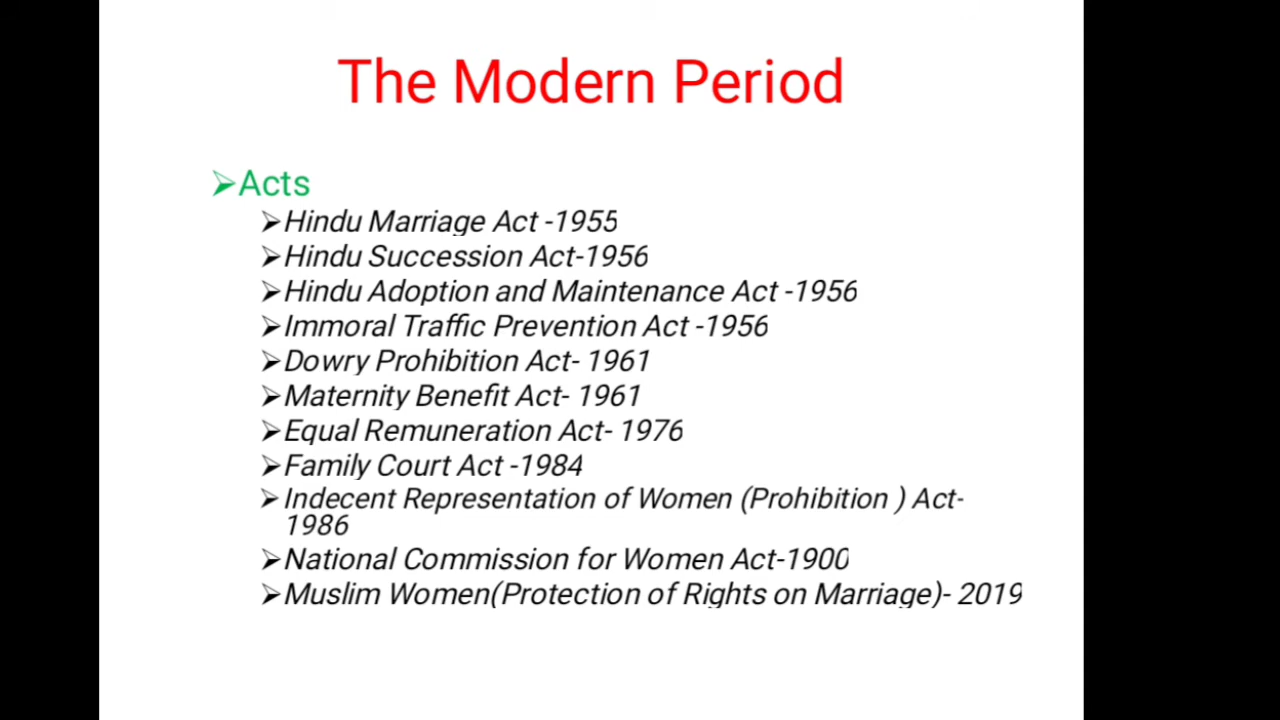 The Modern Period
➢Acts
➢Hindu Marriage Act -1955
➢Hindu Succession Act-1956
➢Hindu Adoption and Maintenance Act -1956
➢Immoral Traffic Prevention Act -1956
➢Dowry Prohibition Act- 1961
➢Maternity Benefit Act- 1961
➢Equal Remuneration Act- 1976
➢Family Court Act -1984
➢Indecent Representation of Women (Prohibition ) Act-
1986
➢National Commission for Women Act-1900
➢Muslim Women(Protection of Rights on Marriage)- 2019